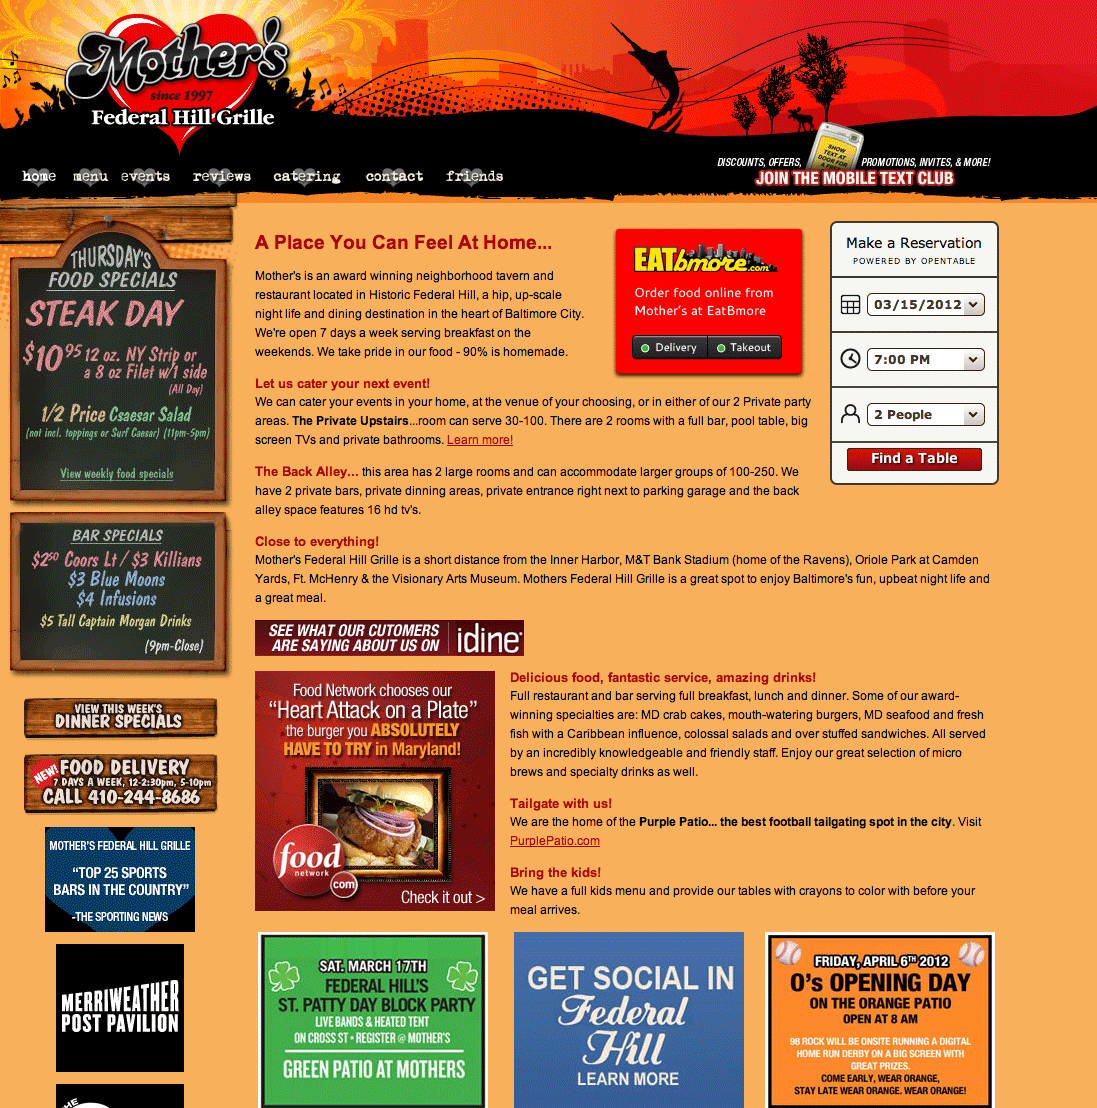 Mother's
since 1997
Federal Hill Grille
home menu events reviews catering contact friends
SHOW
TEXT AT
DOOR FOR
A FREE
DISCOUNTS, OFFERS, PROMOTIONS, INVITES, & MORE!
JOIN THE MOBILE TEXT CLUB
THURSDAY'S
FOOD SPECIALS
STEAK DAY
$10.95 12 oz. NY Strip or
a 8 oz Filet w/1 side
(All Day)
1/2 Price Csaesar Salad
(not incl. toppings or Surf Caesar) (11pm-5pm)
View weekly food specials
BAR SPECIALS
$2.50 Coors Lt / $3 Killians
$3 Blue Moons
$4 Infusions
$5 Tall Captain Morgan Drinks
(9pm-Close)
VIEW THIS WEEK'S
DINNER SPECIALS
NEW! FOOD DELIVERY
7 DAYS A WEEK, 12-2:30pm, 5-10pm
CALL 410-244-8686
MOTHER'S FEDERAL HILL GRILLE
“TOP 25 SPORTS
BARS IN THE COUNTRY”
-THE SPORTING NEWS
MERRIWEATHER
POST PAVILION
THE
A Place You Can Feel At Home...
Mother's is an award winning neighborhood tavern and
restaurant located in Historic Federal Hill, a hip, up-scale
night life and dining destination in the heart of Baltimore City.
We're open 7 days a week serving breakfast on the
weekends. We take pride in our food - 90% is homemade.
EATbmore.com
Order food online from
Mother's at EatBmore
Delivery Takeout
Make a Reservation
POWERED BY OPENTABLE
03/15/2012
7:00 PM
2 People
Find a Table
Let us cater your next event!
We can cater your events in your home, at the venue of your choosing, or in either of our 2 Private party
areas. The Private Upstairs...room can serve 30-100. There are 2 rooms with a full bar, pool table, big
screen TVs and private bathrooms. Learn more!
The Back Alley... this area has 2 large rooms and can accommodate larger groups of 100-250. We
have 2 private bars, private dinning areas, private entrance right next to parking garage and the back
alley space features 16 hd tv's.
Close to everything!
Mother's Federal Hill Grille is a short distance from the Inner Harbor, M&T Bank Stadium (home of the Ravens), Oriole Park at Camden
Yards, Ft. McHenry & the Visionary Arts Museum. Mothers Federal Hill Grille is a great spot to enjoy Baltimore's fun, upbeat night life and
a great meal.
SEE WHAT OUR CUTOMERS
ARE SAYING ABOUT US ON idine
Food Network chooses our
“Heart Attack on a Plate”
the burger you ABSOLUTELY
HAVE TO TRY in Maryland!
food
network
.com
Check it out >
Delicious food, fantastic service, amazing drinks!
Full restaurant and bar serving full breakfast, lunch and dinner. Some of our award-
winning specialties are: MD crab cakes, mouth-watering burgers, MD seafood and fresh
fish with a Caribbean influence, colossal salads and over stuffed sandwiches. All served
by an incredibly knowledgeable and friendly staff. Enjoy our great selection of micro
brews and specialty drinks as well.
Tailgate with us!
We are the home of the Purple Patio... the best football tailgating spot in the city. Visit
PurplePatio.com
Bring the kids!
We have a full kids menu and provide our tables with crayons to color with before your
meal arrives.
SAT. MARCH 17TH
FEDERAL HILL'S
ST. PATTY DAY BLOCK PARTY
LIVE BANDS & HEATED TENT
ON CROSS ST • REGISTER @ MOTHER'S
GREEN PATIO AT MOTHERS
GET SOCIAL IN
Federal
Hill
LEARN MORE
FRIDAY, APRIL 6TH 2012
O's OPENING DAY
ON THE ORANGE PATIO
OPEN AT 8 AM
98 ROCK WILL BE ONSITE RUNNING A DIGITAL
HOME RUN DERBY ON A BIG SCREEN WITH
GREAT PRIZES.
COME EARLY, WEAR ORANGE,
STAY LATE WEAR ORANGE. WEAR ORANGE!